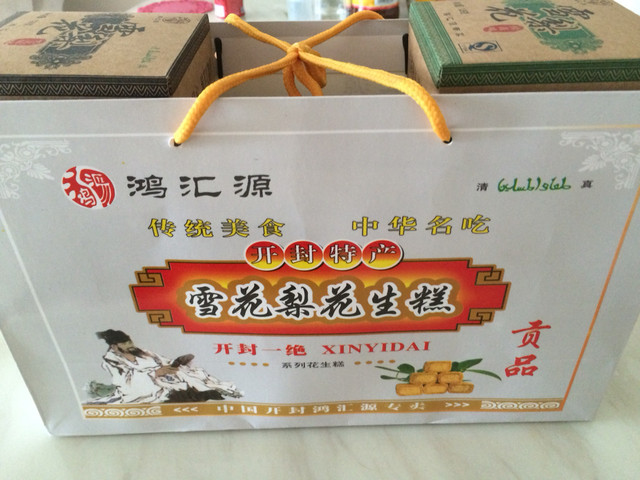 鸿汇源
清 真
传统美食 中华名吃
开封特产
雪花梨花生糕
开封一绝 XINYIDAI
系列花生糕
贡品
<<< 中国开封鸿汇源专卖 >>>